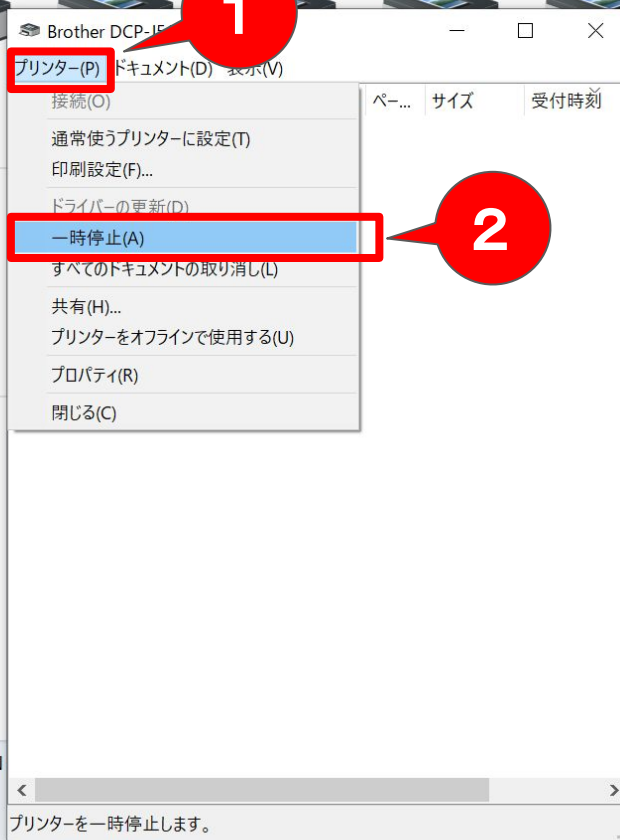 1
Brother DCP-J5
プリンター(P) ドキュメント(D) 表示(V)
ペー... サイズ 受付時刻
接続(O)
通常使うプリンターに設定(T)
印刷設定(F)...
ドライバーの更新(D)
一時停止(A)
2
すべてのドキュメントの取り消し(L)
共有(H)...
プリンターをオフラインで使用する(U)
プロパティ(R)
閉じる(C)
プリンターを一時停止します。